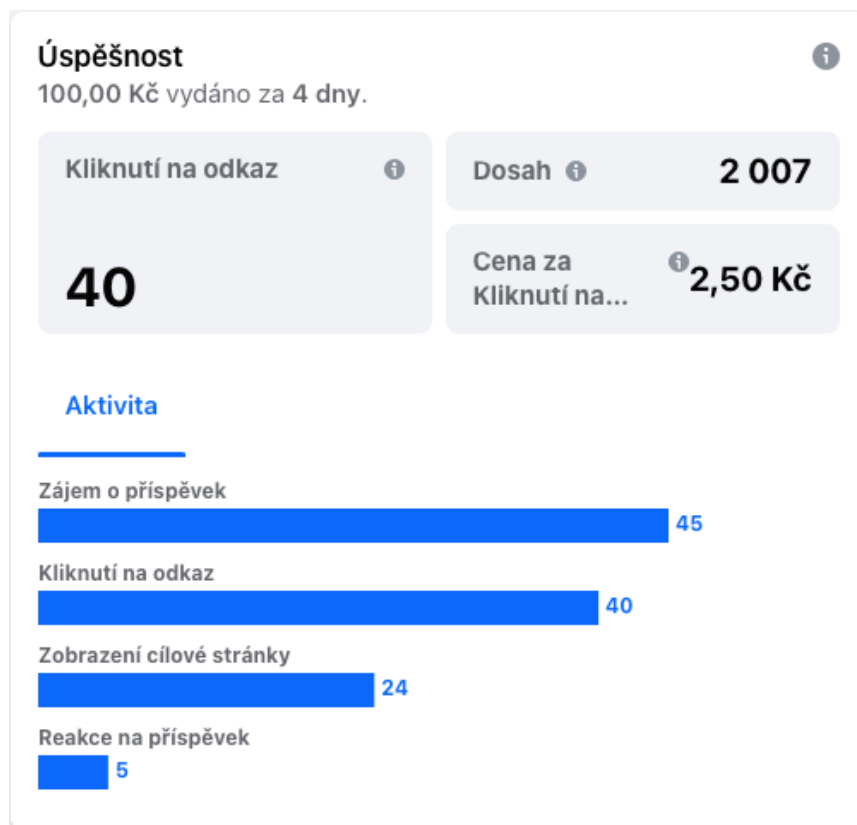 Úspěšnost
100,00 Kč vydáno za 4 dny.
Kliknutí na odkaz
40
Dosah
2 007
Cena za
Kliknutí na...
2,50 Kč
Aktivita
Zájem o příspěvek
45
Kliknutí na odkaz
40
Zobrazení cílové stránky
24
Reakce na příspěvek
5